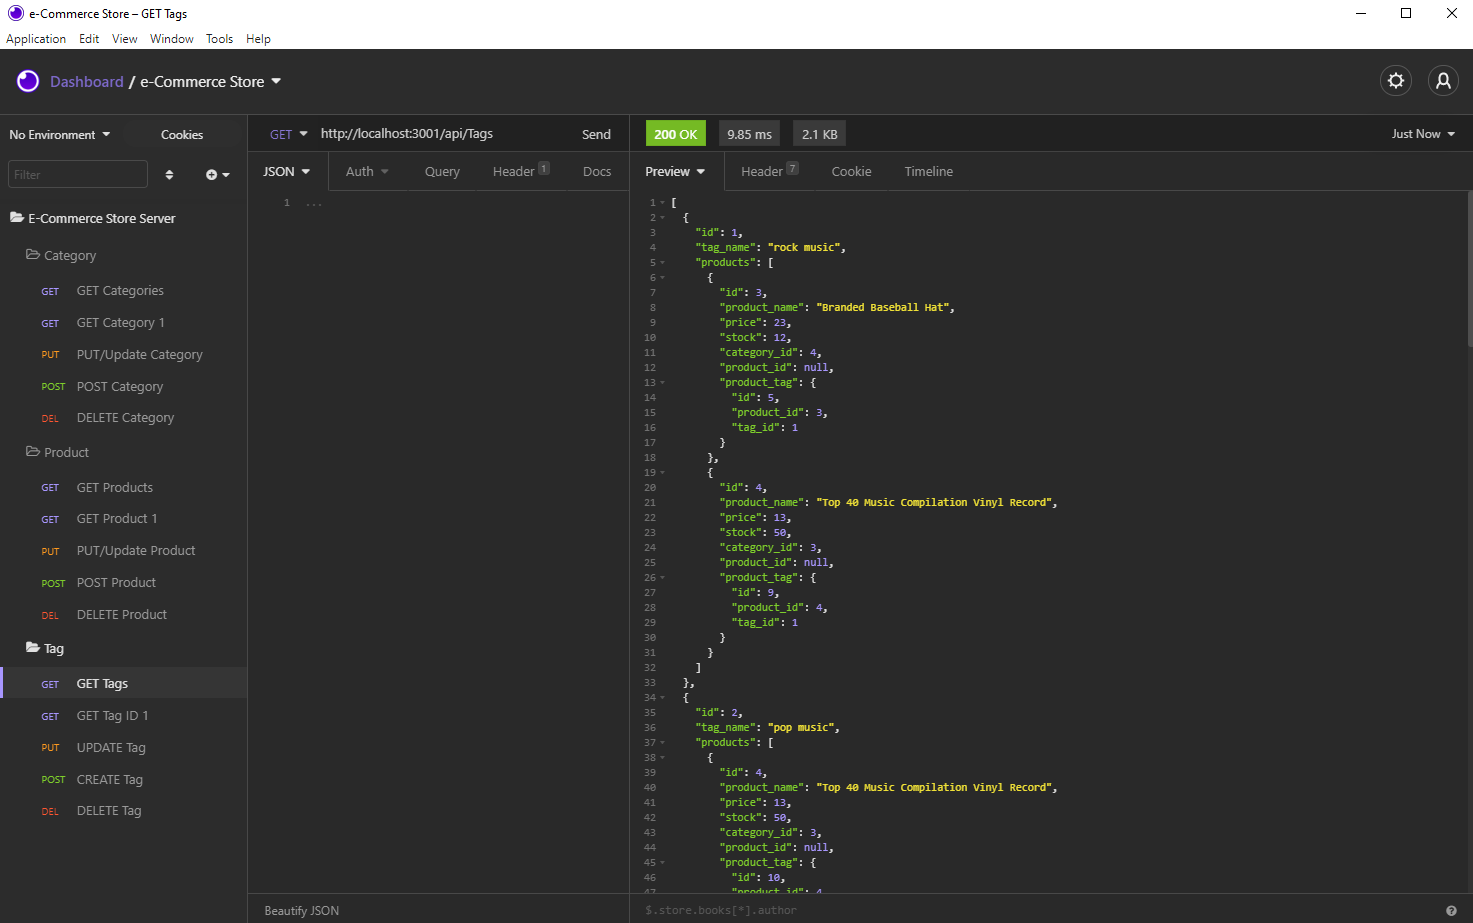 e-Commerce Store – GET Tags
Application Edit View Window Tools Help
Dashboard / e-Commerce Store
No Environment Cookies
Filter
E-Commerce Store Server
Category
GET GET Categories
GET GET Category 1
PUT PUT/Update Category
POST POST Category
DEL DELETE Category
Product
GET GET Products
GET GET Product 1
PUT PUT/Update Product
POST POST Product
DEL DELETE Product
Tag
GET GET Tags
GET GET Tag ID 1
PUT UPDATE Tag
POST CREATE Tag
DEL DELETE Tag
GET http://localhost:3001/api/Tags Send
JSON Auth Query Header 1 Docs
1 ...
Beautify JSON
200 OK 9.85 ms 2.1 KB Just Now
Preview Header 7 Cookie Timeline
1 [
2 {
3 "id": 1,
4 "tag_name": "rock music",
5 "products": [
6 {
7 "id": 3,
8 "product_name": "Branded Baseball Hat",
9 "price": 23,
10 "stock": 12,
11 "category_id": 4,
12 "product_id": null,
13 "product_tag": {
14 "id": 5,
15 "product_id": 3,
16 "tag_id": 1
17 }
18 },
19 {
20 "id": 4,
21 "product_name": "Top 40 Music Compilation Vinyl Record",
22 "price": 13,
23 "stock": 50,
24 "category_id": 3,
25 "product_id": null,
26 "product_tag": {
27 "id": 9,
28 "product_id": 4,
29 "tag_id": 1
30 }
31 }
32 ]
33 },
34 {
35 "id": 2,
36 "tag_name": "pop music",
37 "products": [
38 {
39 "id": 4,
40 "product_name": "Top 40 Music Compilation Vinyl Record",
41 "price": 13,
42 "stock": 50,
43 "category_id": 3,
44 "product_id": null,
45 "product_tag": {
46 "id": 10,
47 "product_id": 4,
$.store.books[*].author